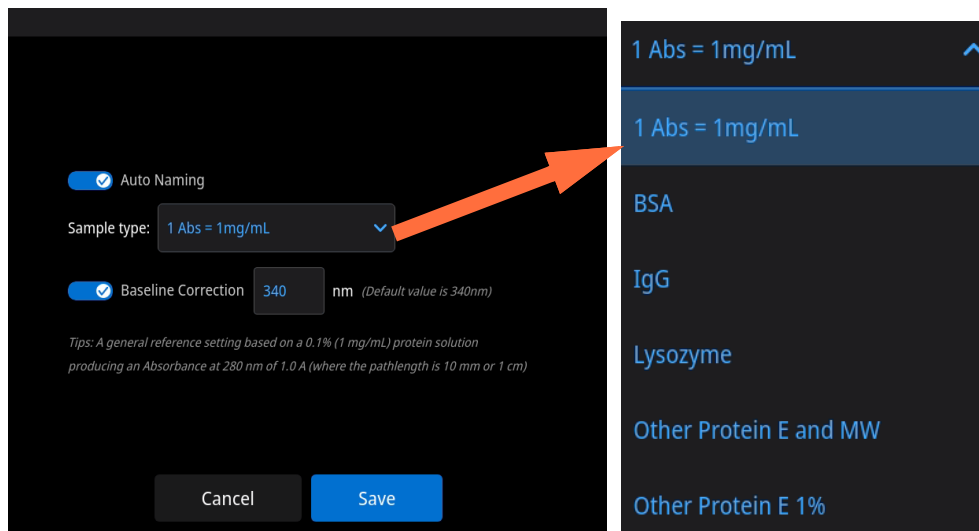 Auto Naming
Sample type: 1 Abs = 1mg/mL
Baseline Correction 340 nm (Default value is 340nm)
Tips: A general reference setting based on a 0.1% (1 mg/mL) protein solution
producing an Absorbance at 280 nm of 1.0 A (where the pathlength is 10 mm or 1 cm)
Cancel Save
1 Abs = 1mg/mL
1 Abs = 1mg/mL
BSA
IgG
Lysozyme
Other Protein E and MW
Other Protein E 1%